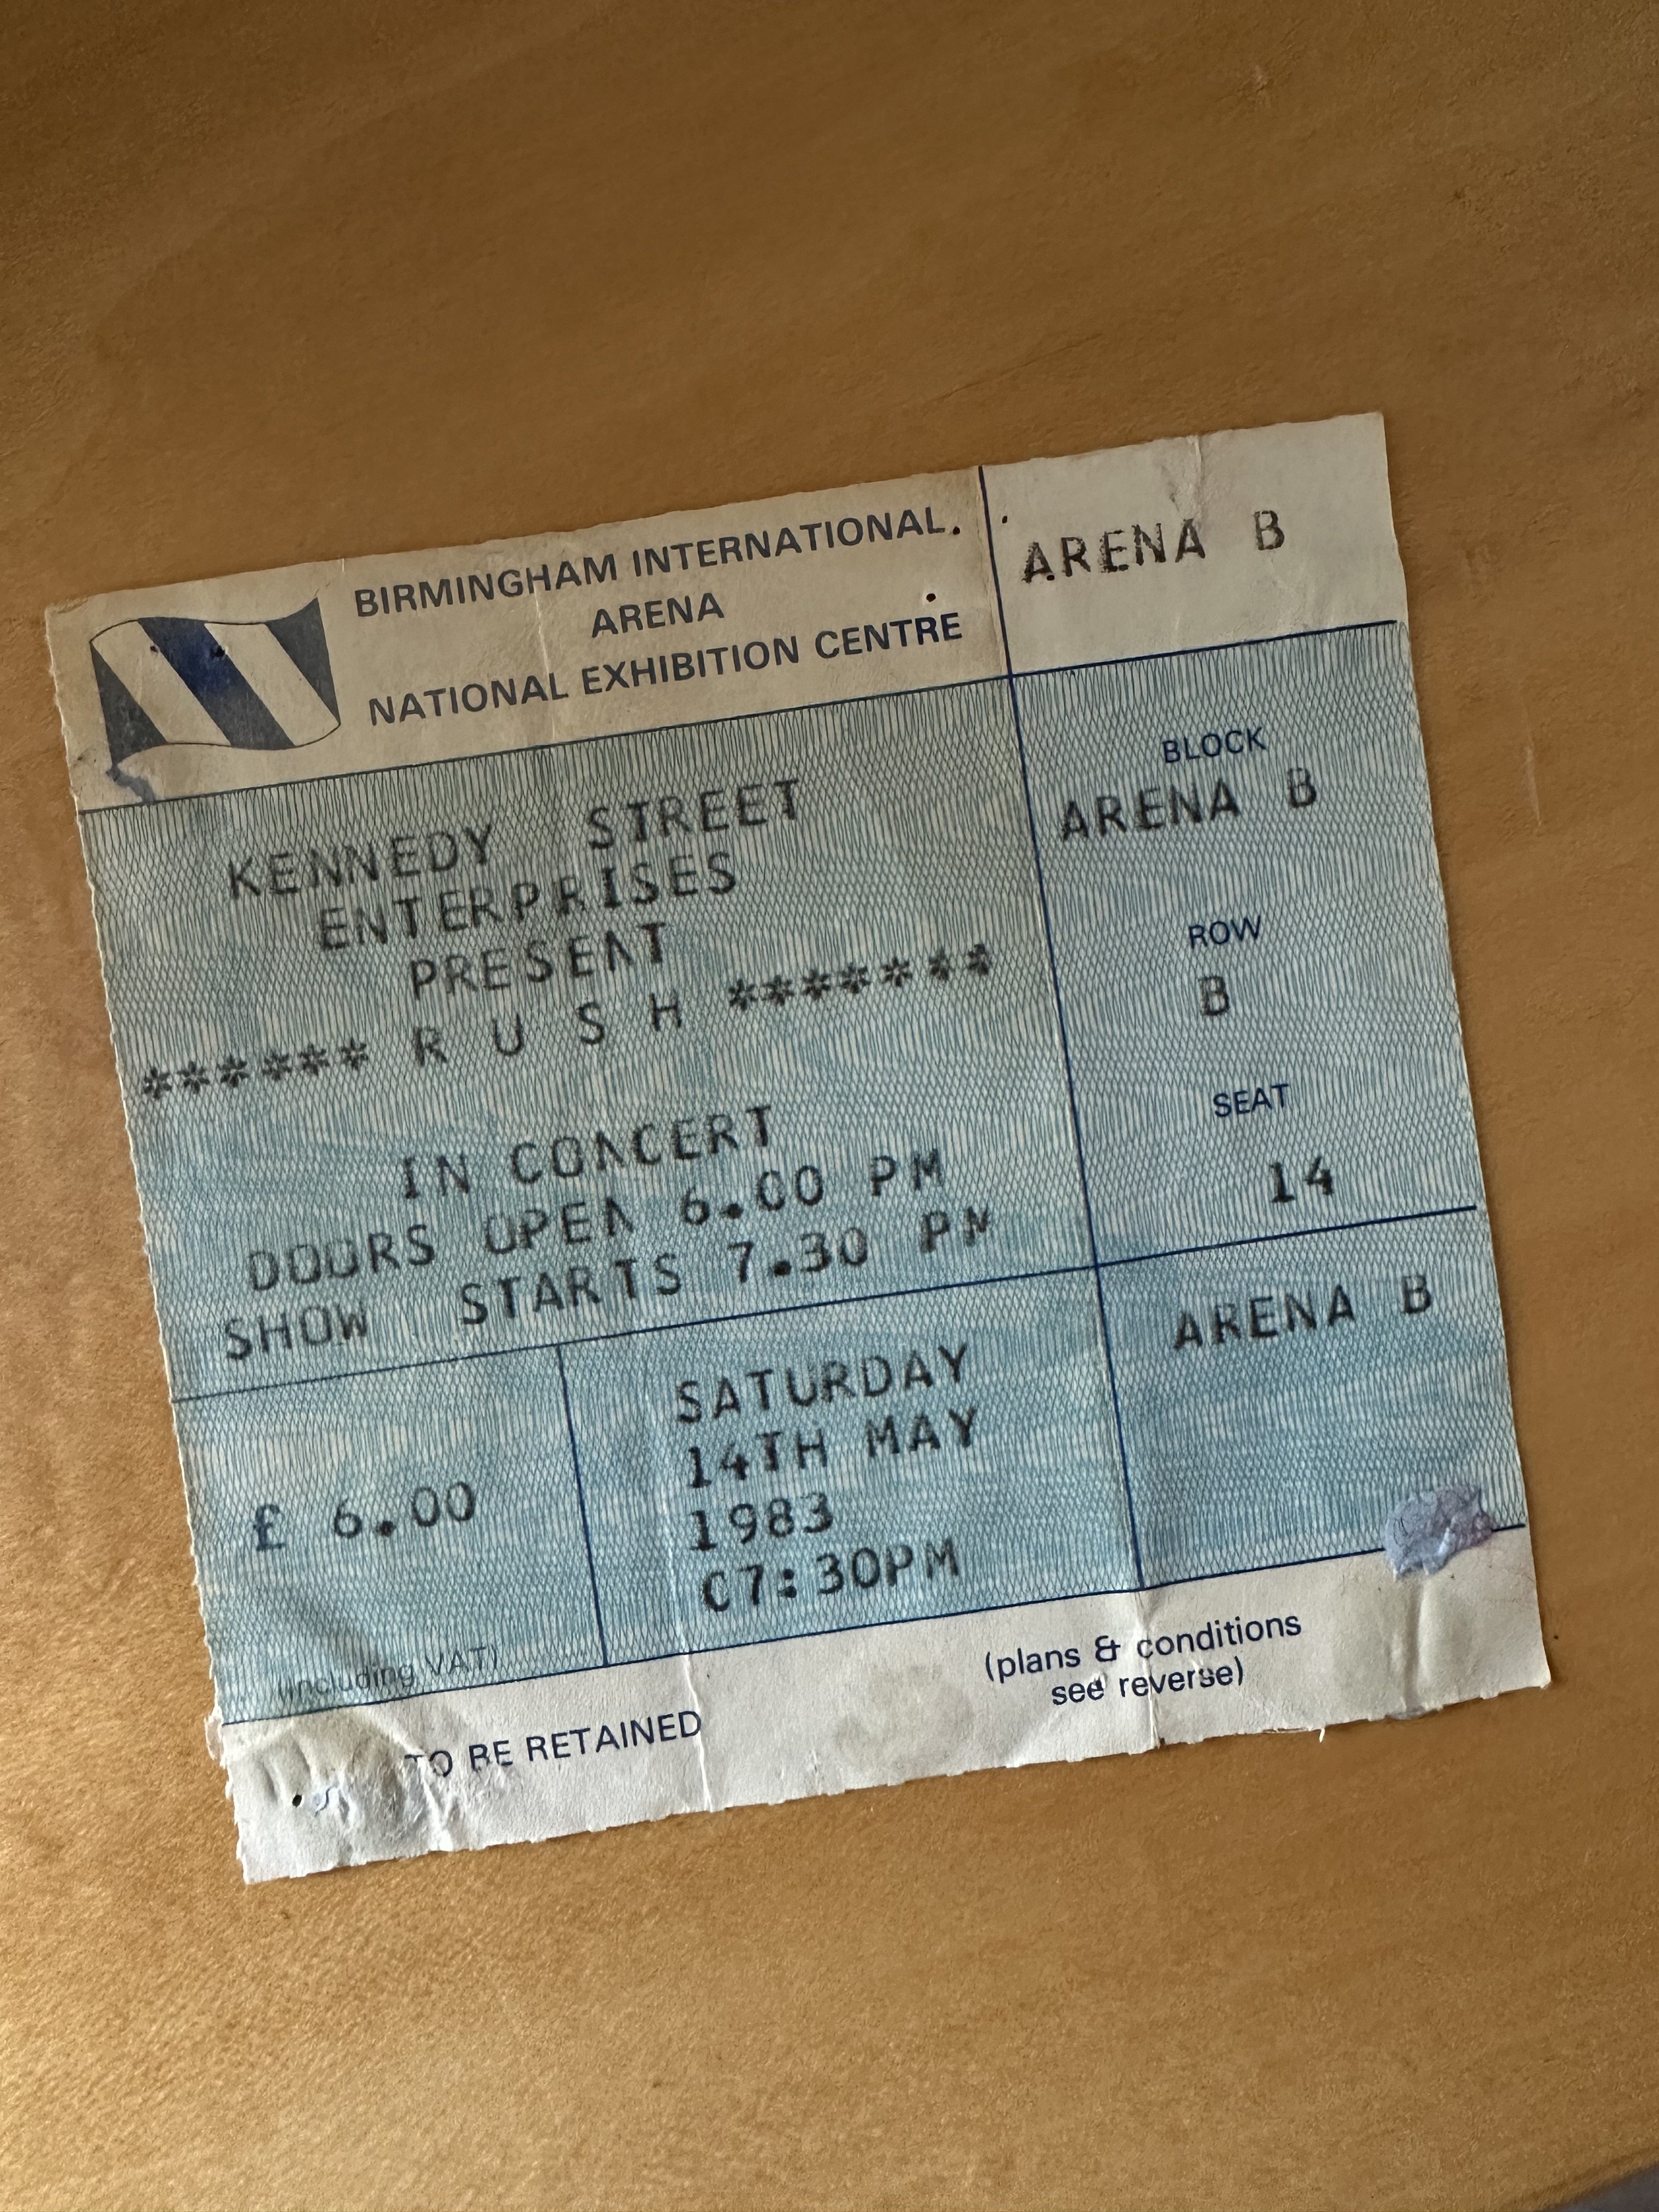 BIRMINGHAM INTERNATIONAL
ARENA
NATIONAL EXHIBITION CENTRE
ARENA B
KENNEDY STREET
ENTERPRISES
PRESENT
****** R U S H *******
IN CONCERT
DOORS OPEN 6.00 PM
SHOW STARTS 7.30 PM
BLOCK
ARENA B
ROW
B
SEAT
14
£ 6.00
(including VAT)
SATURDAY
14TH MAY
1983
C7:30PM
ARENA B
TO BE RETAINED
(plans & conditions
see reverse)